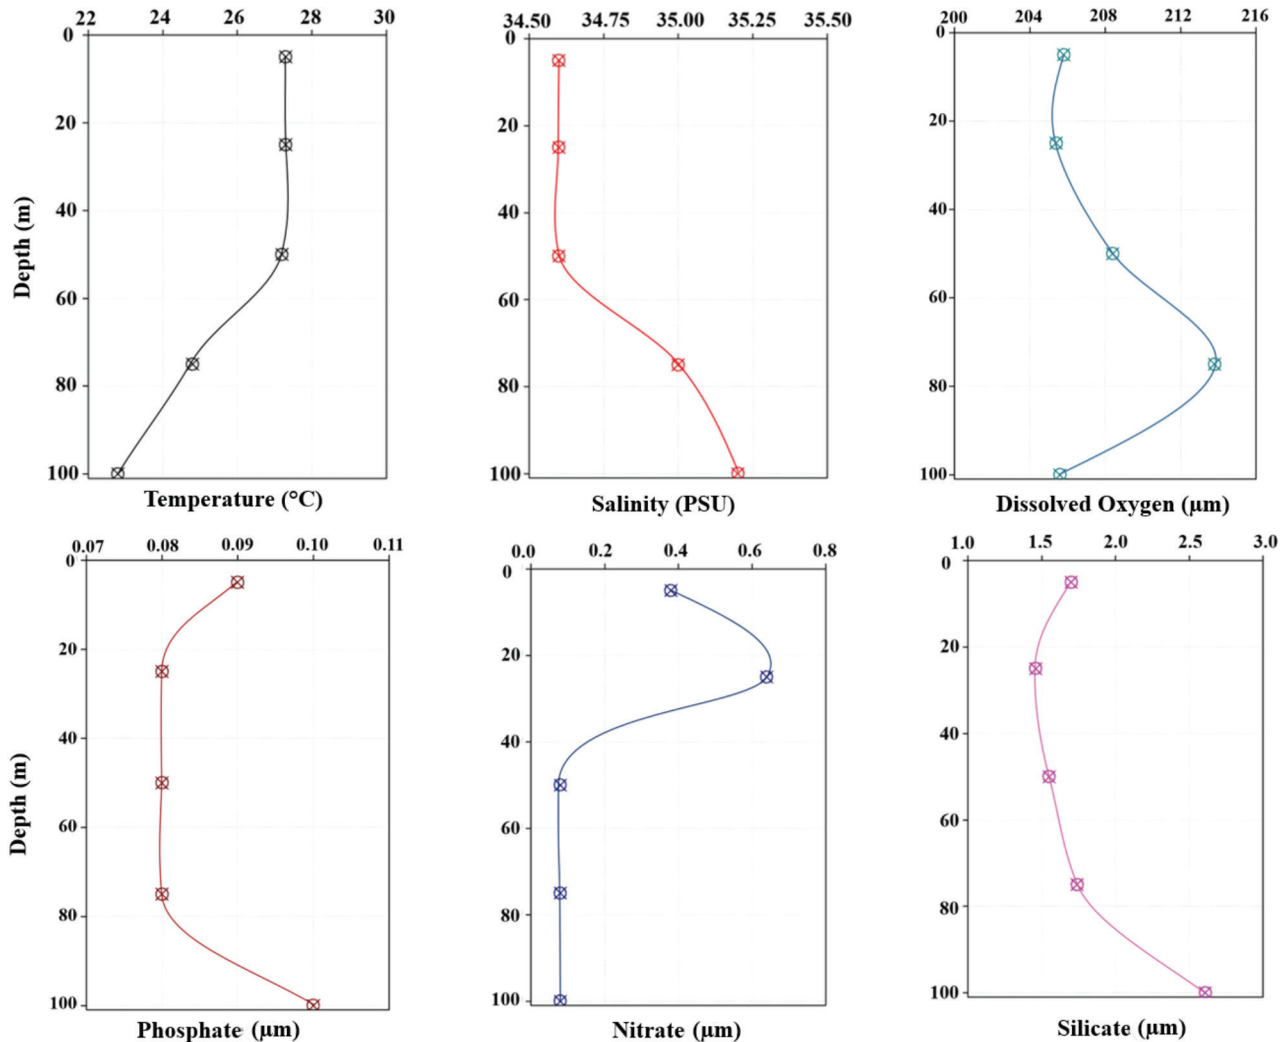 22 24 26 28 30
0
20
40
60
80
100
Depth (m)
Temperature (°C)
34.50 34.75 35.00 35.25 35.50
0
20
40
60
80
100
Salinity (PSU)
200 204 208 212 216
0
20
40
60
80
100
Dissolved Oxygen (μm)
0.07 0.08 0.09 0.10 0.11
0
20
40
60
80
100
Depth (m)
Phosphate (μm)
0.0 0.2 0.4 0.6 0.8
0
20
40
60
80
100
Nitrate (μm)
1.0 1.5 2.0 2.5 3.0
0
20
40
60
80
100
Silicate (μm)